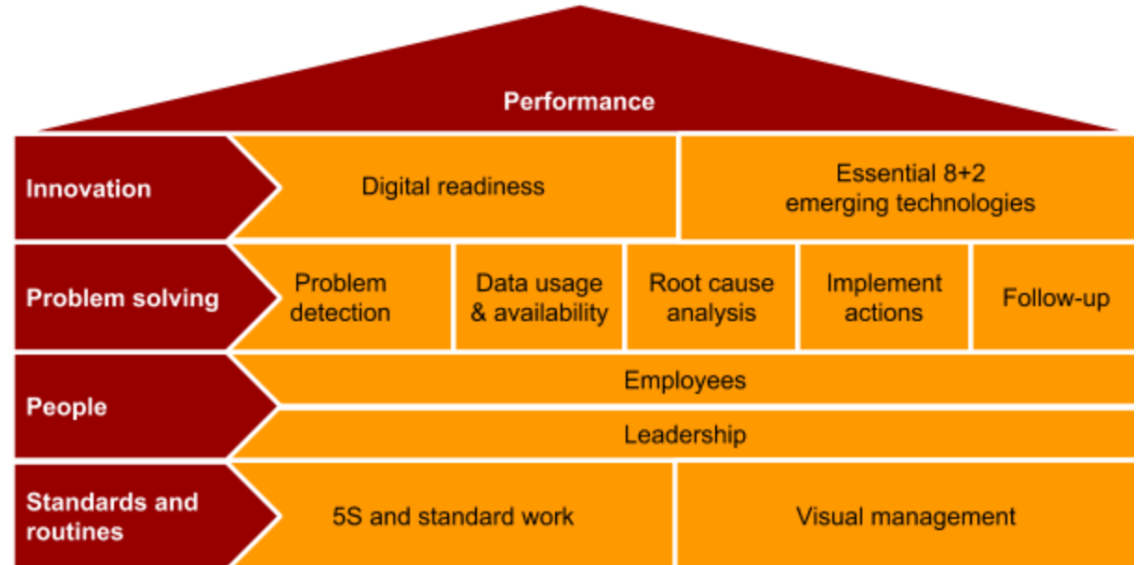 Performance
Innovation
Digital readiness
Essential 8+2
emerging technologies
Problem solving
Problem
detection
Data usage
& availability
Root cause
analysis
Implement
actions
Follow-up
People
Employees
Leadership
Standards and
routines
5S and standard work
Visual management